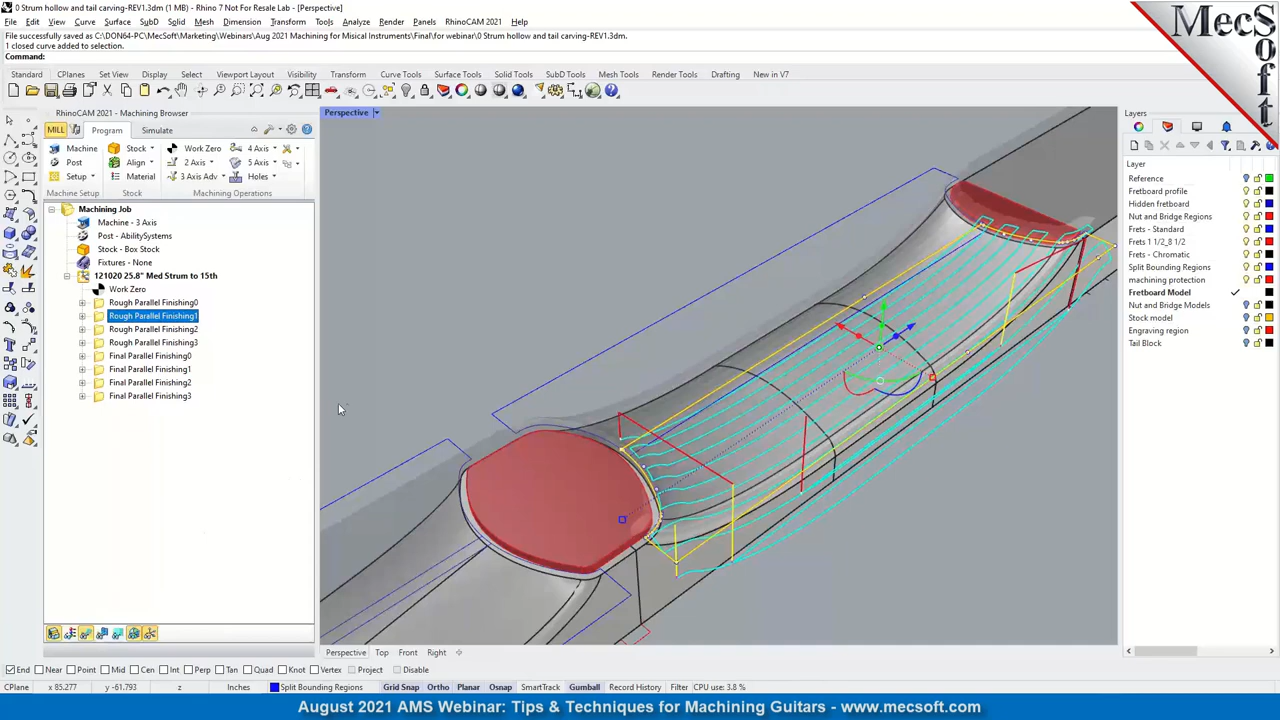 0 Strum hollow and tail carving-REV1.3dm (1 MB) - Rhino 7 Not For Resale Lab - [Perspective]
File Edit View Curve Surface SubD Solid Mesh Dimension Transform Tools Analyze Render Panels RhinoCAM 2021 Help
File successfully saved as C:\DON64-PC\MecSoft\Marketing\Webinars\Aug 2021 Machining for Misical Instruments\Final\for webinar\0 Strum hollow and tail carving-REV1.3dm.
1 closed curve added to selection.
Command:
Standard CPlanes Set View Display Select Viewport Layout Visibility Transform Curve Tools Surface Tools Solid Tools SubD Tools Mesh Tools Render Tools Drafting New in V7
MecSoft
RhinoCAM 2021 - Machining Browser
MILL Program Simulate
Machine Stock Work Zero 4 Axis
Post Align 2 Axis 5 Axis
Setup Material 3 Axis Adv Holes
Machine Setup Stock Machining Operations
Machining Job
Machine - 3 Axis
Post - AbilitySystems
Stock - Box Stock
Fixtures - None
121020 25.8" Med Strum to 15th
Work Zero
Rough Parallel Finishing0
Rough Parallel Finishing1
Rough Parallel Finishing2
Rough Parallel Finishing3
Final Parallel Finishing0
Final Parallel Finishing1
Final Parallel Finishing2
Final Parallel Finishing3
Perspective
Layers
Layer
Reference
Fretboard profile
Hidden fretboard
Nut and Bridge Regions
Frets - Standard
Frets 1 1/2_8 1/2
Frets - Chromatic
Split Bounding Regions
machining protection
Fretboard Model
Nut and Bridge Models
Stock model
Engraving region
Tail Block
Perspective Top Front Right
End Near Point Mid Cen Int Perp Tan Quad Knot Vertex Project Disable
CPlane x 85.277 y -61.793 z Inches Split Bounding Regions Grid Snap Ortho Planar Osnap SmartTrack Gumball Record History Filter CPU use: 3.8 %
August 2021 AMS Webinar: Tips & Techniques for Machining Guitars - www.mecsoft.com